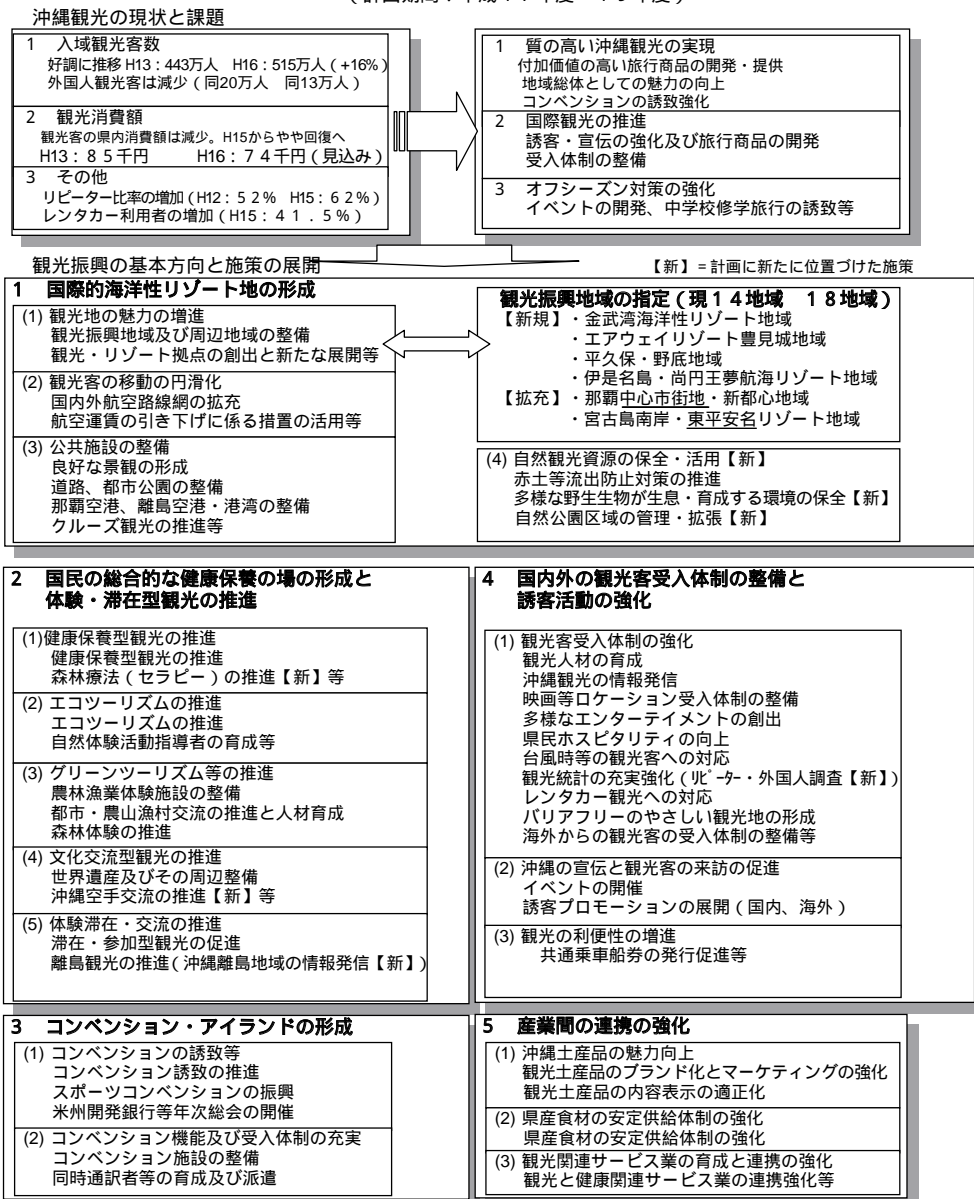 (計画期間:平成17年度~19年度)
沖縄観光の現状と課題
1 入域観光客数
好調に推移 H13:443万人 H16:515万人(+16%)
外国人観光客は減少(同20万人 同13万人)
2 観光消費額
観光客の県内消費額は減少。H15からやや回復へ
H13:85千円 H16:74千円(見込み)
3 その他
リピーター比率の増加(H12:52% H15:62%)
レンタカー利用者の増加(H15:41.5%)
1 質の高い沖縄観光の実現
付加価値の高い旅行商品の開発・提供
地域総体としての魅力の向上
コンベンションの誘致強化
2 国際観光の推進
誘客・宣伝の強化及び旅行商品の開発
受入体制の整備
3 オフシーズン対策の強化
イベントの開発、中学校修学旅行の誘致等
観光振興の基本方向と施策の展開
【新】=計画に新たに位置づけた施策
1 国際的海洋性リゾート地の形成
(1) 観光地の魅力の増進
観光振興地域及び周辺地域の整備
観光・リゾート拠点の創出と新たな展開等
(2) 観光客の移動の円滑化
国内外航空路線網の拡充
航空運賃の引き下げに係る措置の活用等
(3) 公共施設の整備
良好な景観の形成
道路、都市公園の整備
那覇空港、離島空港・港湾の整備
クルーズ観光の推進等
観光振興地域の指定(現14地域 18地域)
【新規】・金武湾海洋性リゾート地域
・エアウェイリゾート豊見城地域
・平久保・野底地域
・伊是名島・尚円王夢航海リゾート地域
【拡充】・那覇中心市街地・新都心地域
・宮古島南岸・東平安名リゾート地域
(4) 自然観光資源の保全・活用【新】
赤土等流出防止対策の推進
多様な野生生物が生息・育成する環境の保全【新】
自然公園区域の管理・拡張【新】
2 国民の総合的な健康保養の場の形成と
体験・滞在型観光の推進
(1)健康保養型観光の推進
健康保養型観光の推進
森林療法(セラピー)の推進【新】等
(2) エコツーリズムの推進
エコツーリズムの推進
自然体験活動指導者の育成等
(3) グリーンツーリズム等の推進
農林漁業体験施設の整備
都市・農山漁村交流の推進と人材育成
森林体験の推進
(4) 文化交流型観光の推進
世界遺産及びその周辺整備
沖縄空手交流の推進【新】等
(5) 体験滞在・交流の推進
滞在・参加型観光の促進
離島観光の推進(沖縄離島地域の情報発信【新】)
4 国内外の観光客受入体制の整備と
誘客活動の強化
(1) 観光客受入体制の強化
観光人材の育成
沖縄観光の情報発信
映画等ロケーション受入体制の整備
多様なエンターテイメントの創出
県民ホスピタリティの向上
台風時等の観光客への対応
観光統計の充実強化(リピーター・外国人調査【新】)
レンタカー観光への対応
バリアフリーのやさしい観光地の形成
海外からの観光客の受入体制の整備等
(2) 沖縄の宣伝と観光客の来訪の促進
イベントの開催
誘客プロモーションの展開(国内、海外)
(3) 観光の利便性の増進
共通乗車船券の発行促進等
3 コンベンション・アイランドの形成
(1) コンベンションの誘致等
コンベンション誘致の推進
スポーツコンベンションの振興
米州開発銀行等年次総会の開催
(2) コンベンション機能及び受入体制の充実
コンベンション施設の整備
同時通訳者等の育成及び派遣
5 産業間の連携の強化
(1) 沖縄土産品の魅力向上
観光土産品のブランド化とマーケティングの強化
観光土産品の内容表示の適正化
(2) 県産食材の安定供給体制の強化
県産食材の安定供給体制の強化
(3) 観光関連サービス業の育成と連携の強化
観光と健康関連サービス業の連携強化等